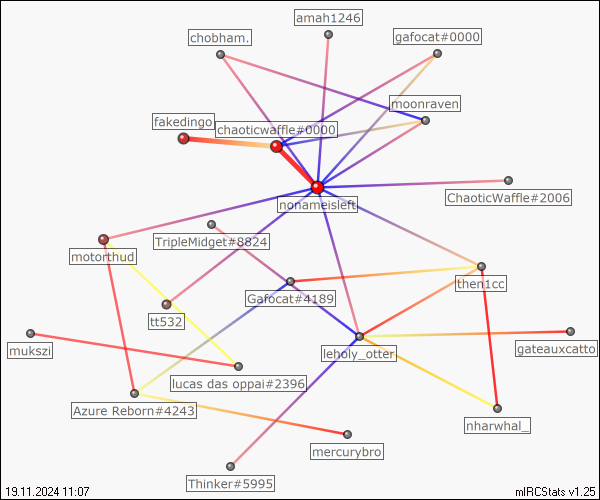 amah1246
chobham.
gafocat#0000
moonraven
fakedingo
chaoticwaffle#0000
ChaoticWaffle#2006
nonameisleft
TripleMidget#8824
motorthud
then1cc
Gafocat#4189
tt532
mukszi
leholy_otter
gateauxcatto
lucas das oppai#2396
Azure Reborn#4243
nharwhal_
mercurybro
Thinker#5995
19.11.2024 11:07
mIRCStats v1.25